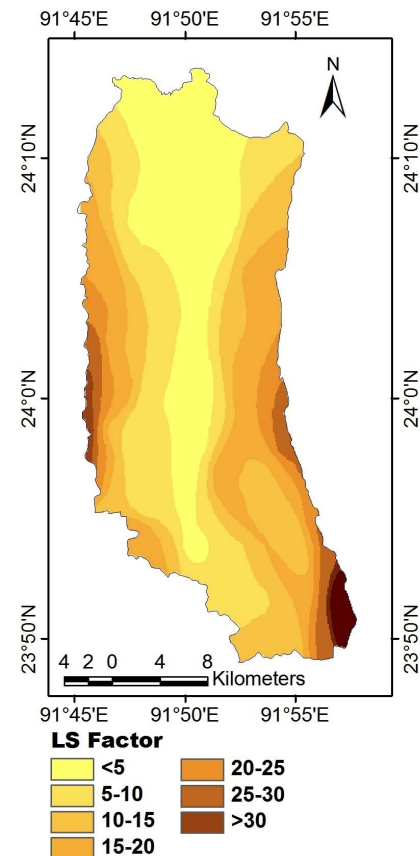 91°45'E 91°50'E 91°55'E
N
24°10'N 24°10'N
24°0'N 24°0'N
23°50'N 23°50'N
4 2 0 4 8
Kilometers
91°45'E 91°50'E 91°55'E
LS Factor
<5 20-25
5-10 25-30
10-15 >30
15-20